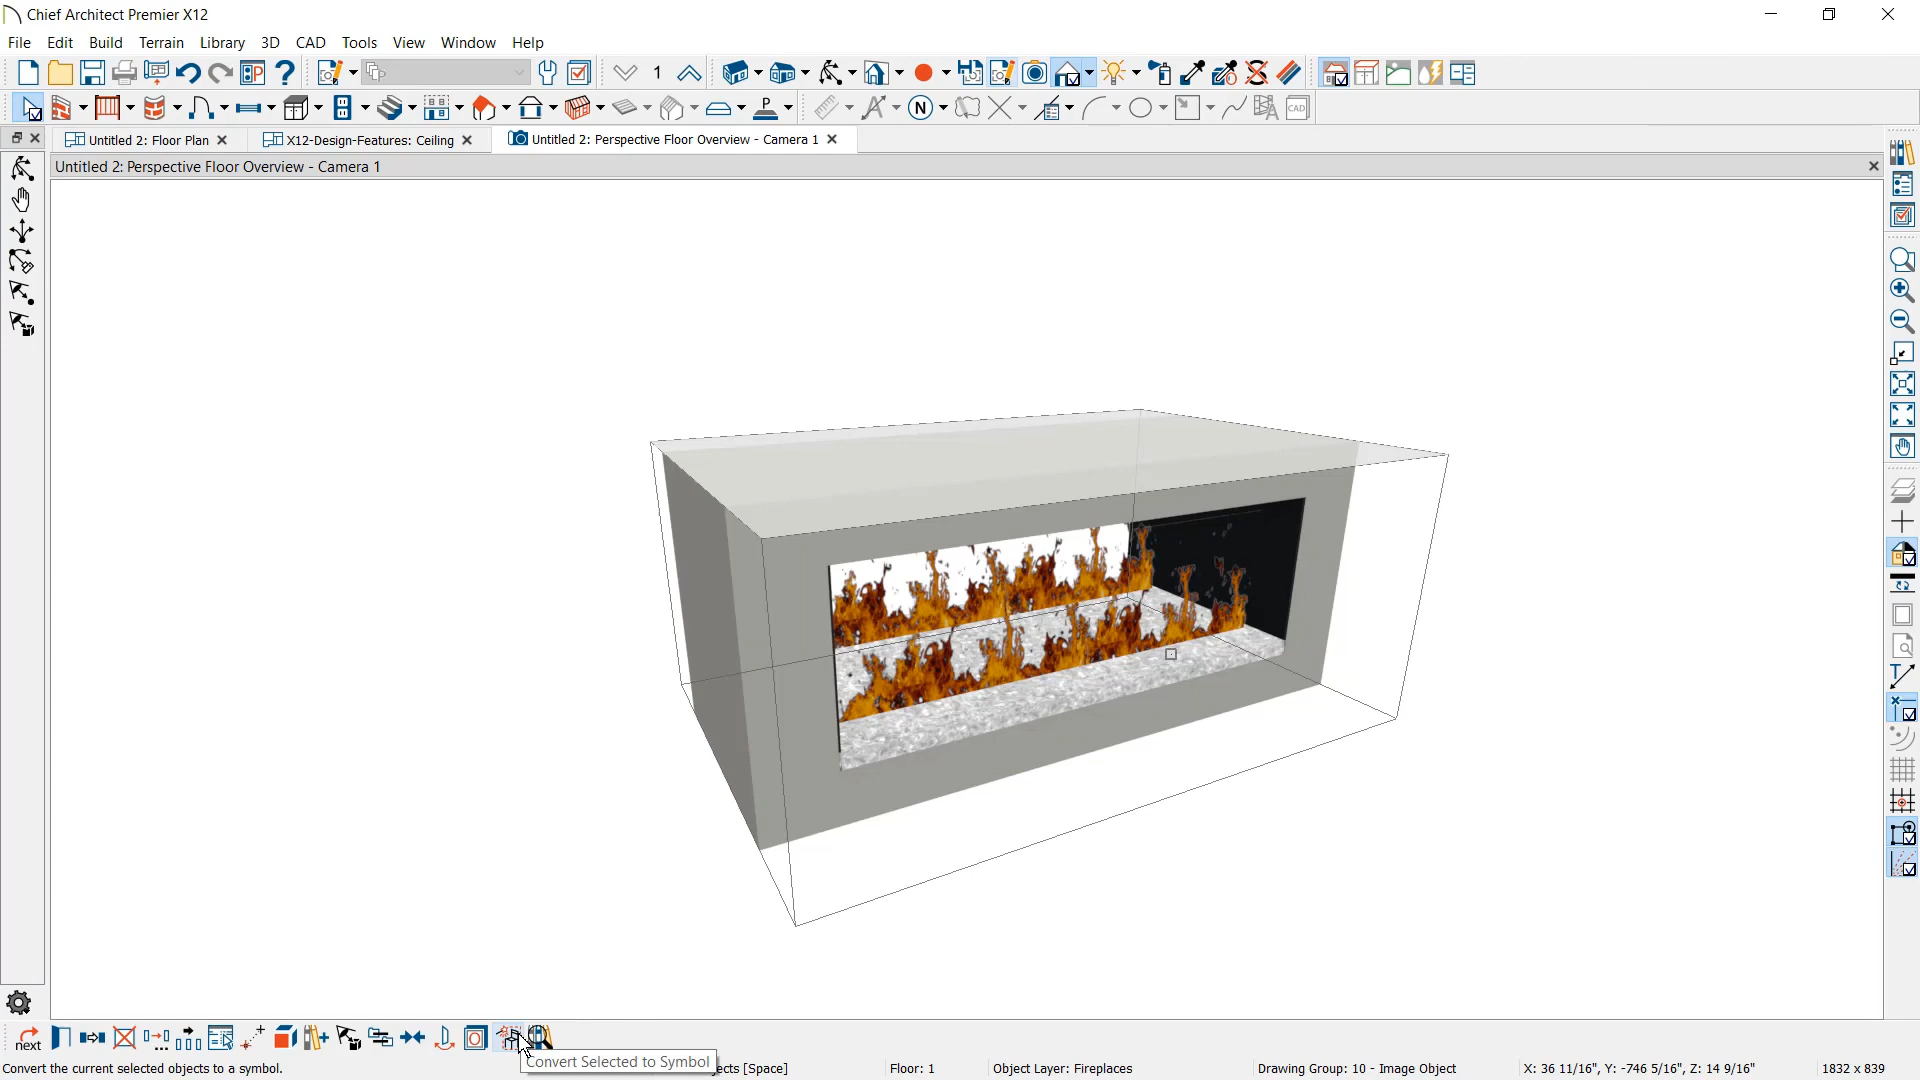 Chief Architect Premier X12
File Edit Build Terrain Library 3D CAD Tools View Window Help
1
P
N
CAD
Untitled 2: Floor Plan X12-Design-Features: Ceiling Untitled 2: Perspective Floor Overview - Camera 1
Untitled 2: Perspective Floor Overview - Camera 1
next
Convert Selected to Symbol
Convert the current selected objects to a symbol. [Space] Floor: 1 Object Layer: Fireplaces Drawing Group: 10 - Image Object X: 36 11/16", Y: -746 5/16", Z: 14 9/16" 1832 x 839